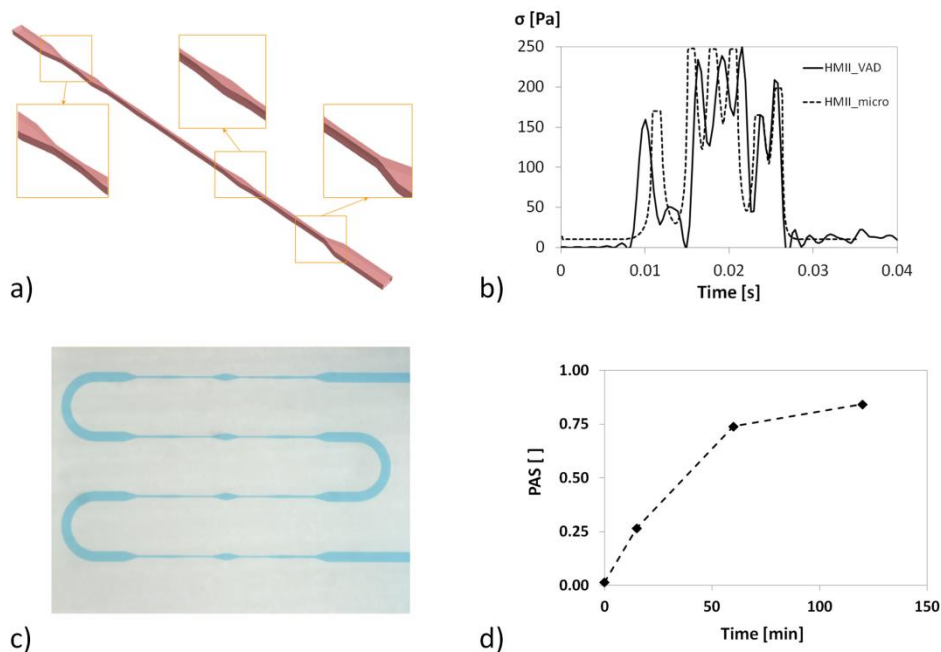 a)
σ [Pa]
250
200
150
100
50
0
0
0.01
0.02
0.03
0.04
Time [s]
HMII_VAD
HMII_micro
b)
c)
1.00
0.75
0.50
0.25
0.00
PAS [ ]
0
50
100
150
Time [min]
d)